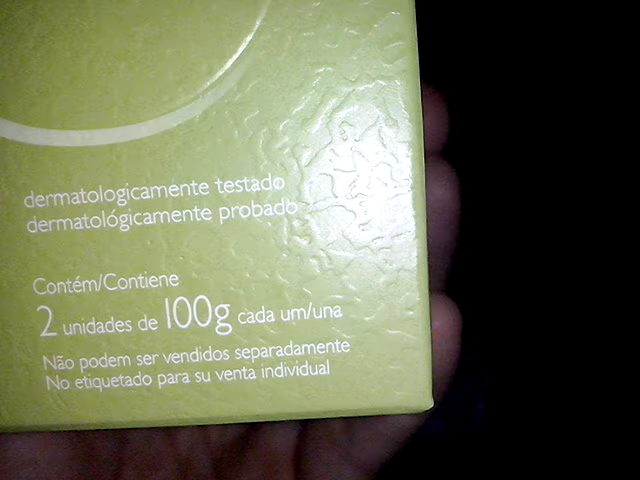 dermatologicamente testado
dermatológicamente probado
Contém/Contiene
2 unidades de 100g cada um/una
Não podem ser vendidos separadamente
No etiquetado para su venta individual